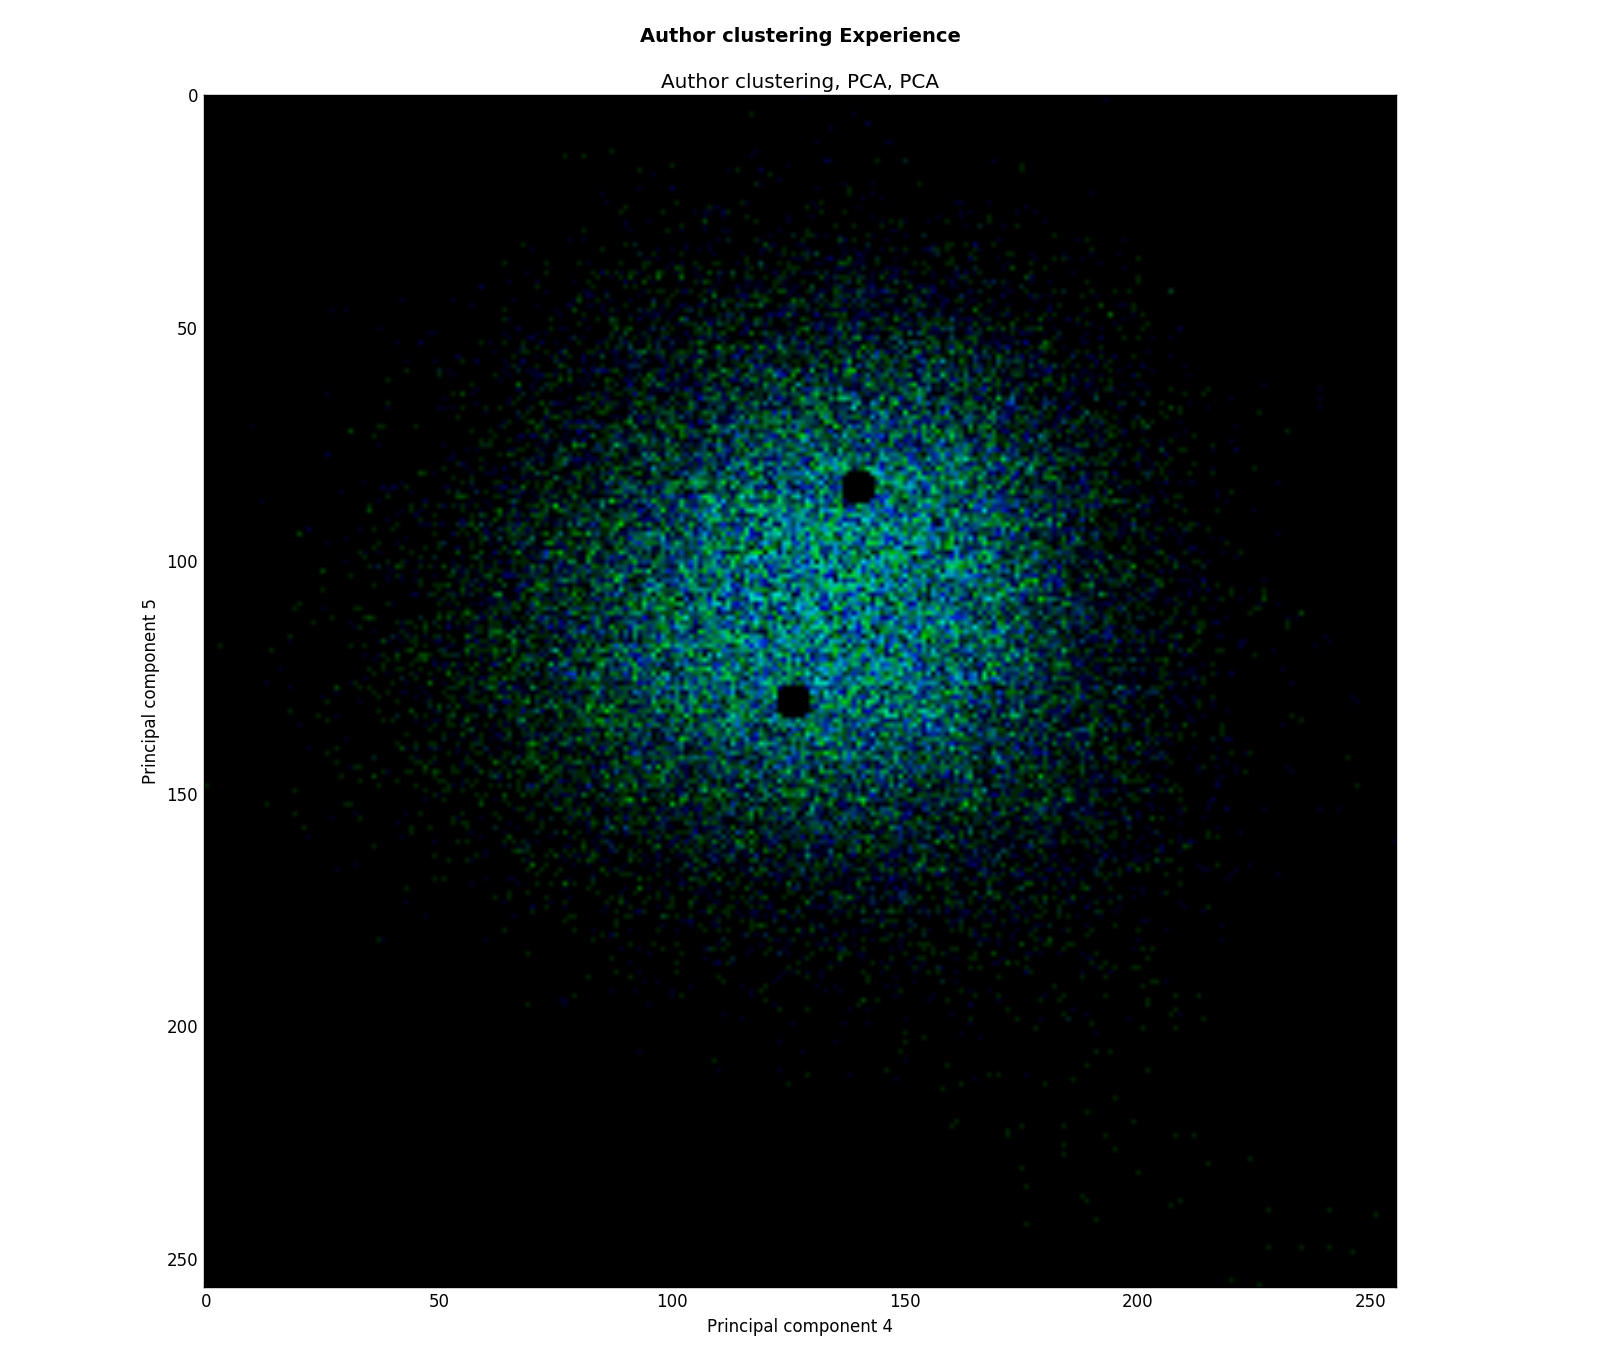 Author clustering Experience
Author clustering, PCA, PCA
0
50
100
150
200
250
Principal component 5
0 50 100 150 200 250
Principal component 4